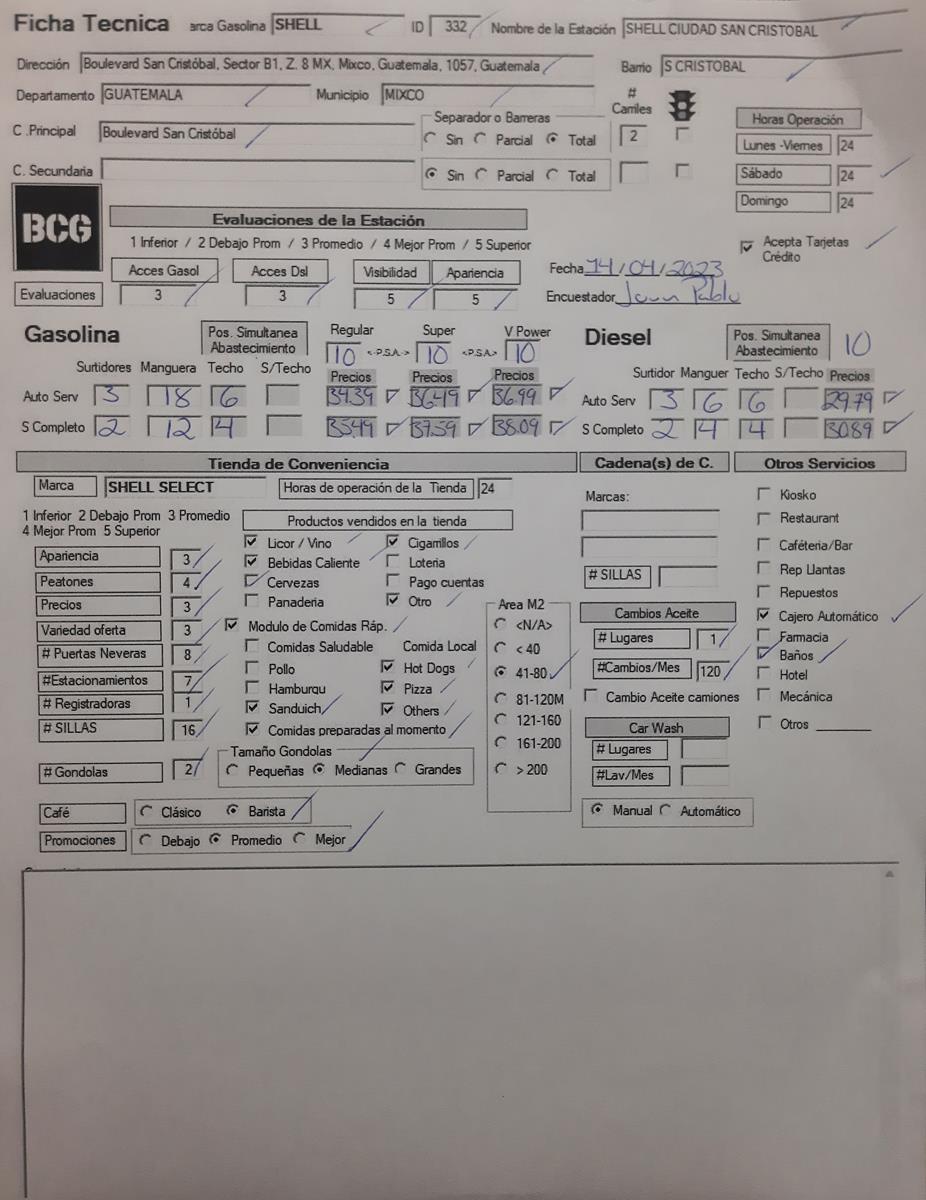 Ficha Tecnica arca Gasolina SHELL ID 332 Nombre de la Estación SHELL CIUDAD SAN CRISTOBAL
Dirección Boulevard San Cristóbal, Sector B1, Z. 8 MX, Mixco, Guatemala, 1057, Guatemala Barrio S CRISTOBAL
Departamento GUATEMALA Municipio MIXCO # Carriles
C .Principal Boulevard San Cristóbal Separador o Barreras Sin Parcial Total 2
C. Secundaria Sin Parcial Total
Horas Operación
Lunes -Viernes 24
Sábado 24
Domingo 24
BCG
Evaluaciones de la Estación
1 Inferior / 2 Debajo Prom / 3 Promedio / 4 Mejor Prom / 5 Superior
Acepta Tarjetas Crédito
Acces Gasol Acces Dsl Visibilidad Apariencia
Evaluaciones 3 3 5 5
Fecha 14/04/2023
Encuestador Juan Pablo
Gasolina Pos. Simultanea Abastecimiento
Regular Super V Power
10 <-P.S.A.-> 10 <-P.S.A.> 10
Surtidores Manguera Techo S/Techo Precios Precios Precios
Auto Serv 3 18 6 34.39 36.49 36.99
S Completo 2 12 4 35.49 37.59 38.09
Diesel Pos. Simultanea Abastecimiento 10
Surtidor Manguer Techo S/Techo Precios
Auto Serv 3 6 6 29.79
S Completo 2 4 4 30.89
Tienda de Conveniencia
Marca SHELL SELECT Horas de operación de la Tienda 24
1 Inferior 2 Debajo Prom 3 Promedio
4 Mejor Prom 5 Superior
Apariencia 3
Peatones 4
Precios 3
Variedad oferta 3
# Puertas Neveras 8
#Estacionamientos 7
# Registradoras 1
# SILLAS 16
# Gondolas 2
Productos vendidos en la tienda
Licor / Vino Cigarrillos
Bebidas Caliente Loteria
Cervezas Pago cuentas
Panaderia Otro
Modulo de Comidas Ráp.
Comidas Saludable Comida Local
Pollo Hot Dogs
Hamburqu Pizza
Sanduich Others
Comidas preparadas al momento
Tamaño Gondolas
Pequeñas Medianas Grandes
Area M2
<N/A>
< 40
41-80
81-120M
121-160
161-200
> 200
Café Clásico Barista
Promociones Debajo Promedio Mejor
Cadena(s) de C.
Marcas:
# SILLAS
Cambios Aceite
# Lugares 1
#Cambios/Mes 120
Cambio Aceite camiones
Car Wash
# Lugares
#Lav/Mes
Manual Automático
Otros Servicios
Kiosko
Restaurant
Caféteria/Bar
Rep Llantas
Repuestos
Cajero Automático
Farmacia
Baños
Hotel
Mecánica
Otros